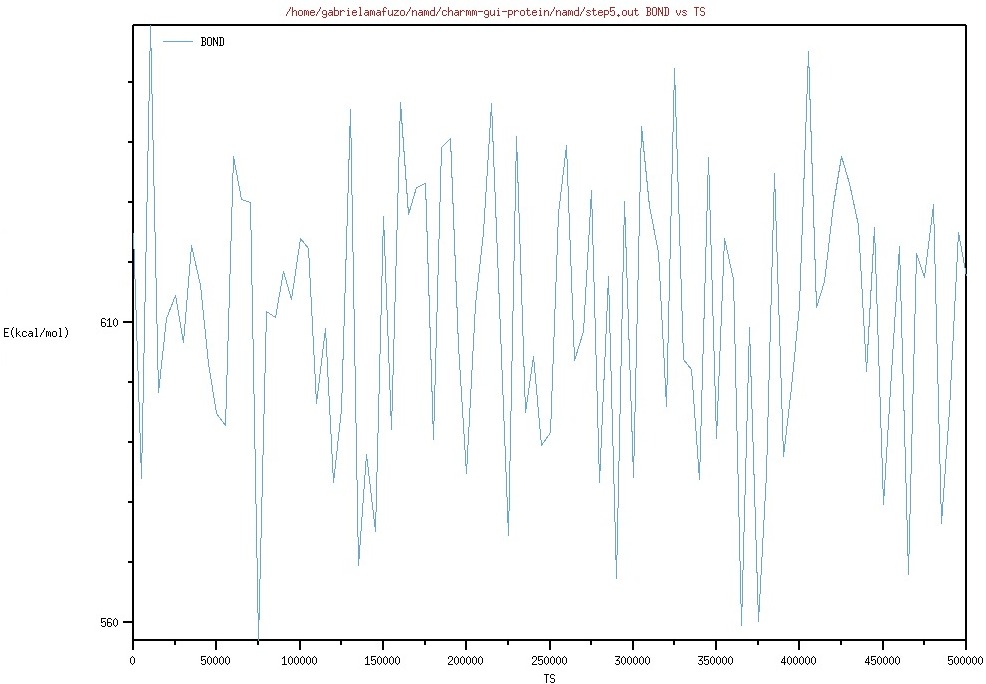 /home/gabrielamafuzo/namd/charmm-gui-protein/namd/step5.out BOND vs TS
BOND
610
E(kcal/mol)
560
0 50000 100000 150000 200000 250000 300000 350000 400000 450000 500000
TS